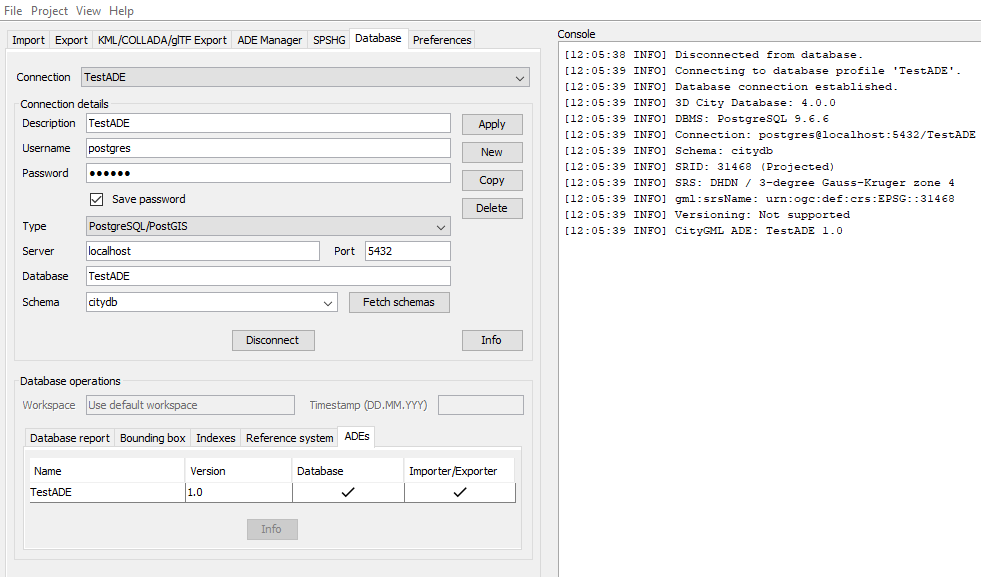 File Project View Help
Import Export KML/COLLADA/glTF Export ADE Manager SPSHG Database Preferences
Connection TestADE
Connection details
Description TestADE Apply
Username postgres New
Password ●●●●●● Copy
Save password Delete
Type PostgreSQL/PostGIS
Server localhost Port 5432
Database TestADE
Schema citydb Fetch schemas
Disconnect Info
Database operations
Workspace Use default workspace Timestamp (DD.MM.YYY)
Database report Bounding box Indexes Reference system ADEs
Name Version Database Importer/Exporter
TestADE 1.0 ✓ ✓
Info
Console
[12:05:38 INFO] Disconnected from database.
[12:05:39 INFO] Connecting to database profile 'TestADE'.
[12:05:39 INFO] Database connection established.
[12:05:39 INFO] 3D City Database: 4.0.0
[12:05:39 INFO] DBMS: PostgreSQL 9.6.6
[12:05:39 INFO] Connection: postgres@localhost:5432/TestADE
[12:05:39 INFO] Schema: citydb
[12:05:39 INFO] SRID: 31468 (Projected)
[12:05:39 INFO] SRS: DHDN / 3-degree Gauss-Kruger zone 4
[12:05:39 INFO] gml:srsName: urn:ogc:def:crs:EPSG::31468
[12:05:39 INFO] Versioning: Not supported
[12:05:39 INFO] CityGML ADE: TestADE 1.0